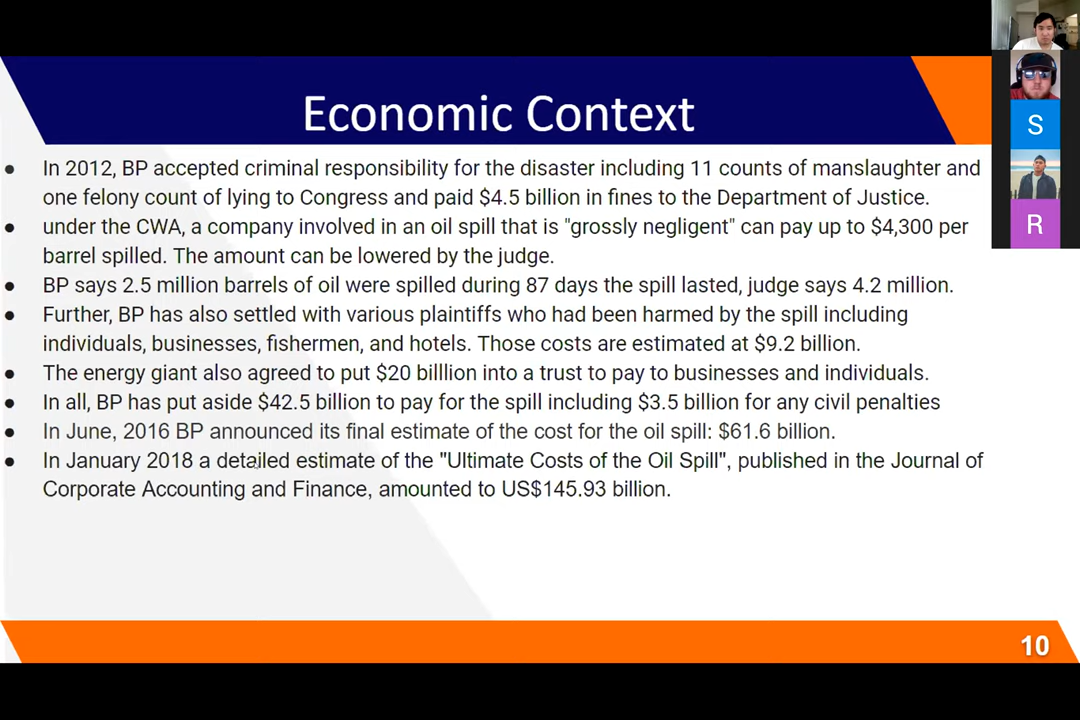 Economic Context
● In 2012, BP accepted criminal responsibility for the disaster including 11 counts of manslaughter and
one felony count of lying to Congress and paid $4.5 billion in fines to the Department of Justice.
● under the CWA, a company involved in an oil spill that is "grossly negligent" can pay up to $4,300 per
barrel spilled. The amount can be lowered by the judge.
● BP says 2.5 million barrels of oil were spilled during 87 days the spill lasted, judge says 4.2 million.
● Further, BP has also settled with various plaintiffs who had been harmed by the spill including
individuals, businesses, fishermen, and hotels. Those costs are estimated at $9.2 billion.
● The energy giant also agreed to put $20 billlion into a trust to pay to businesses and individuals.
● In all, BP has put aside $42.5 billion to pay for the spill including $3.5 billion for any civil penalties
● In June, 2016 BP announced its final estimate of the cost for the oil spill: $61.6 billion.
● In January 2018 a detailed estimate of the "Ultimate Costs of the Oil Spill", published in the Journal of
Corporate Accounting and Finance, amounted to US$145.93 billion.
10
S
R